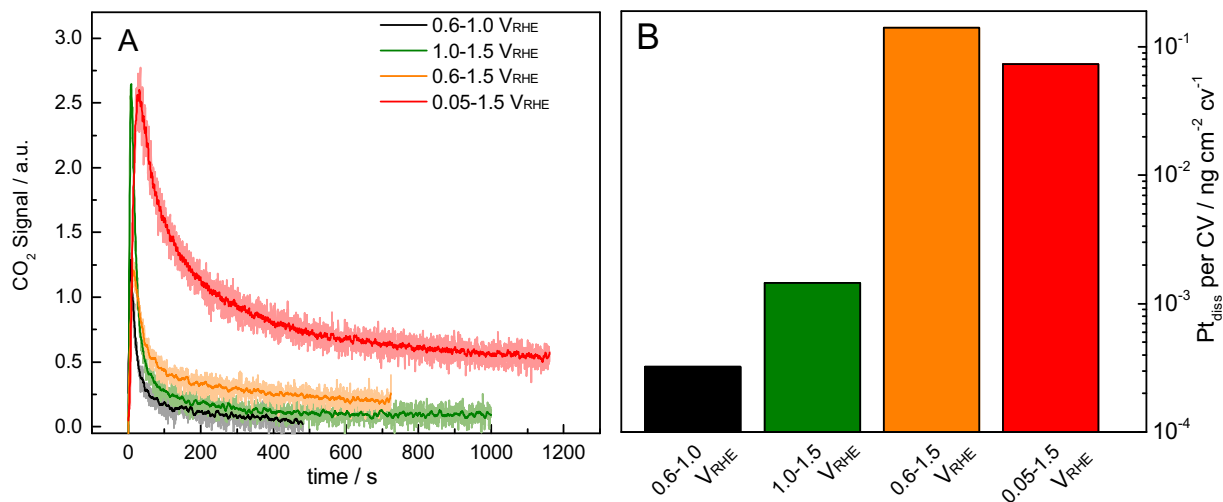 A
0.6-1.0 VRHE
1.0-1.5 VRHE
0.6-1.5 VRHE
0.05-1.5 VRHE
CO2 Signal / a.u.
3.0
2.5
2.0
1.5
1.0
0.5
0.0
0 200 400 600 800 1000 1200
time / s
B
10-1
10-2
10-3
10-4
Ptdiss per CV / ng cm-2 cv-1
0.6-1.0
VRHE
1.0-1.5
VRHE
0.6-1.5
VRHE
0.05-1.5
VRHE